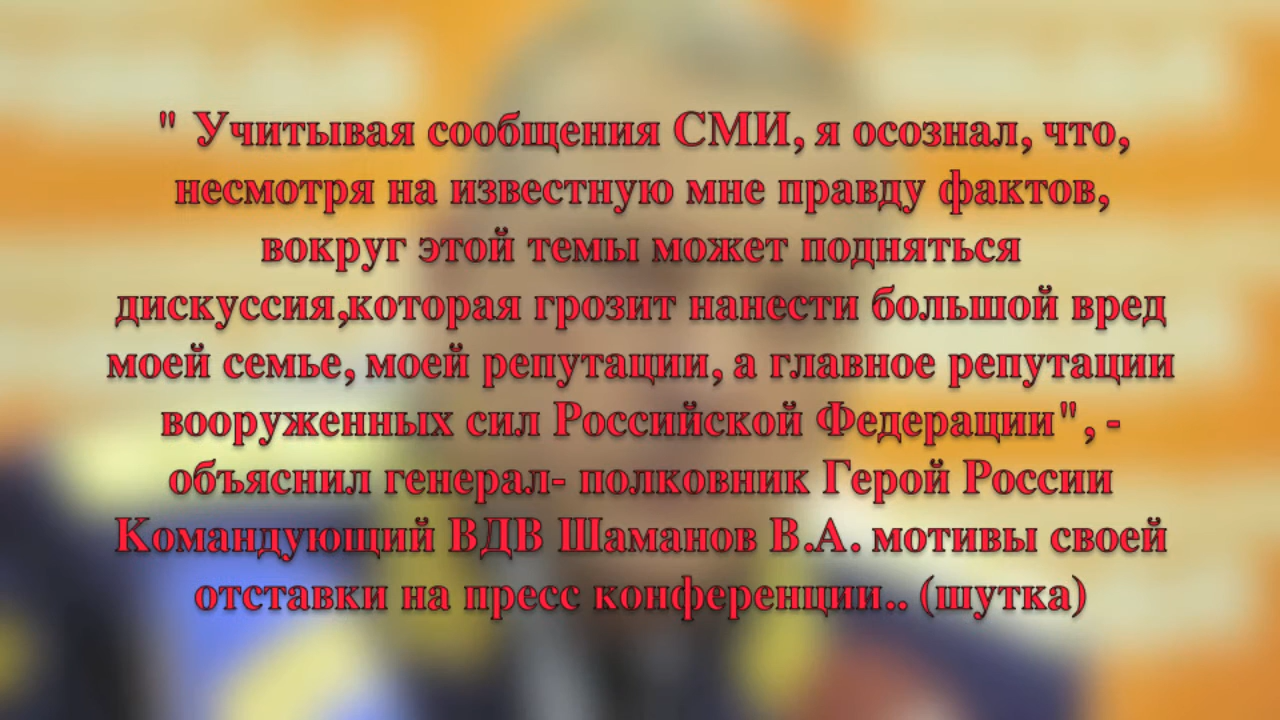 " Учитывая сообщения СМИ, я осознал, что,
несмотря на известную мне правду фактов,
вокруг этой темы может подняться
дискуссия,которая грозит нанести большой вред
моей семье, моей репутации, а главное репутации
вооруженных сил Российской Федерации", -
объяснил генерал- полковник Герой России
Командующий ВДВ Шаманов В.А. мотивы своей
отставки на пресс конференции.. (шутка)